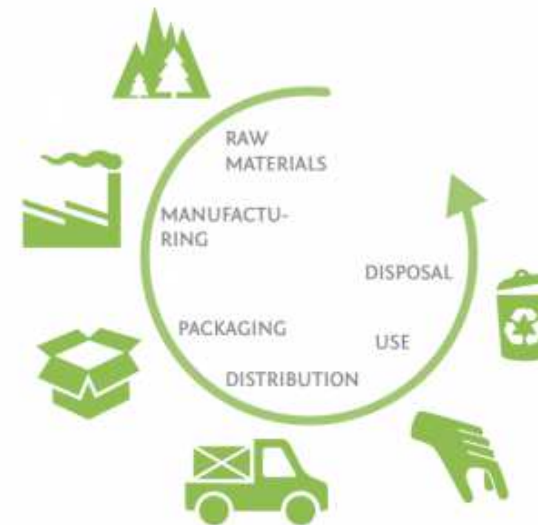 RAW
MATERIALS
MANUFACTU-
RING
PACKAGING
DISTRIBUTION
USE
DISPOSAL